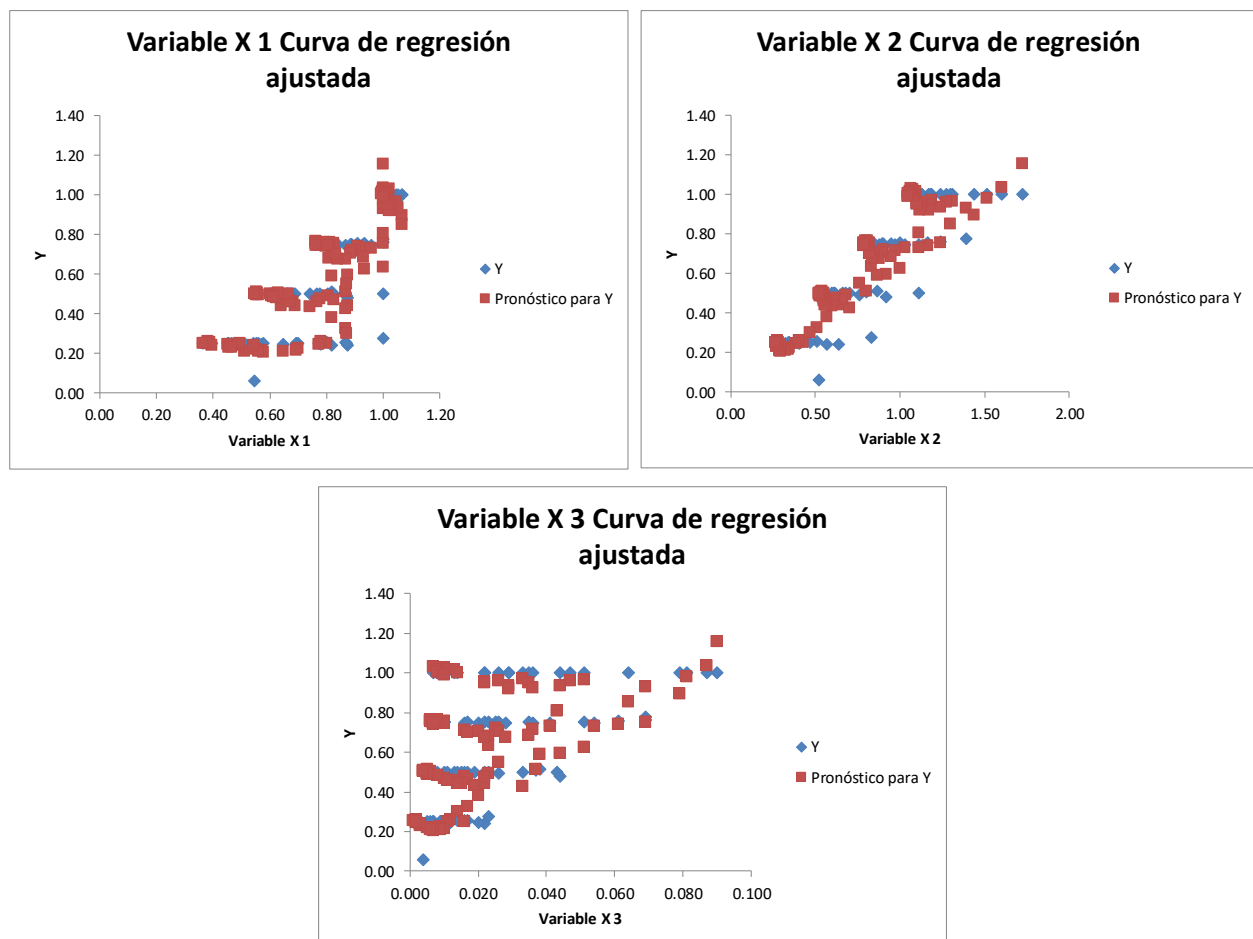 Variable X 1 Curva de regresión
ajustada
1.40
1.20
1.00
0.80
0.60
0.40
0.20
0.00
Y
0.00 0.20 0.40 0.60 0.80 1.00 1.20
Variable X 1
Y
Pronóstico para Y
Variable X 2 Curva de regresión
ajustada
1.40
1.20
1.00
0.80
0.60
0.40
0.20
0.00
Y
0.00 0.50 1.00 1.50 2.00
Variable X 2
Y
Pronóstico para Y
Variable X 3 Curva de regresión
ajustada
1.40
1.20
1.00
0.80
0.60
0.40
0.20
0.00
Y
0.000 0.020 0.040 0.060 0.080 0.100
Variable X 3
Y
Pronóstico para Y